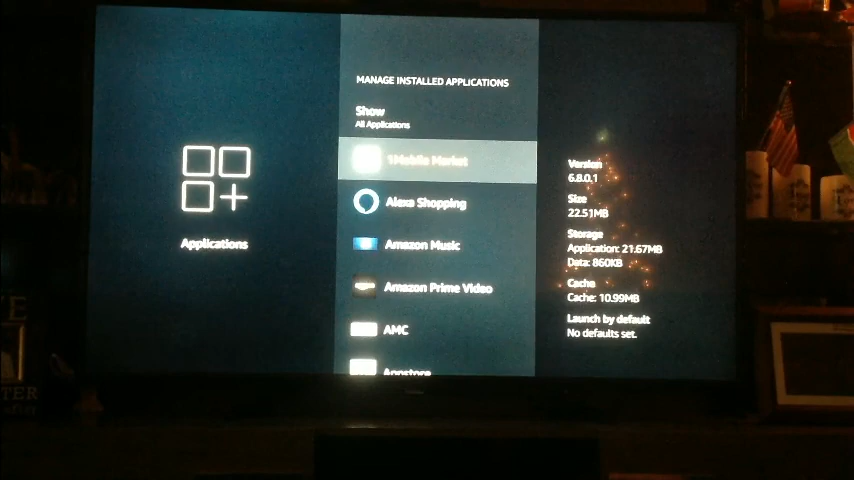 MANAGE INSTALLED APPLICATIONS
Show
All Applications
1Mobile Market
Alexa Shopping
Amazon Music
Amazon Prime Video
AMC
Appstore
Applications
Version
6.8.0.1
Size
22.51MB
Storage
Application: 21.67MB
Data: 860KB
Cache
Cache: 10.99MB
Launch by default
No defaults set.